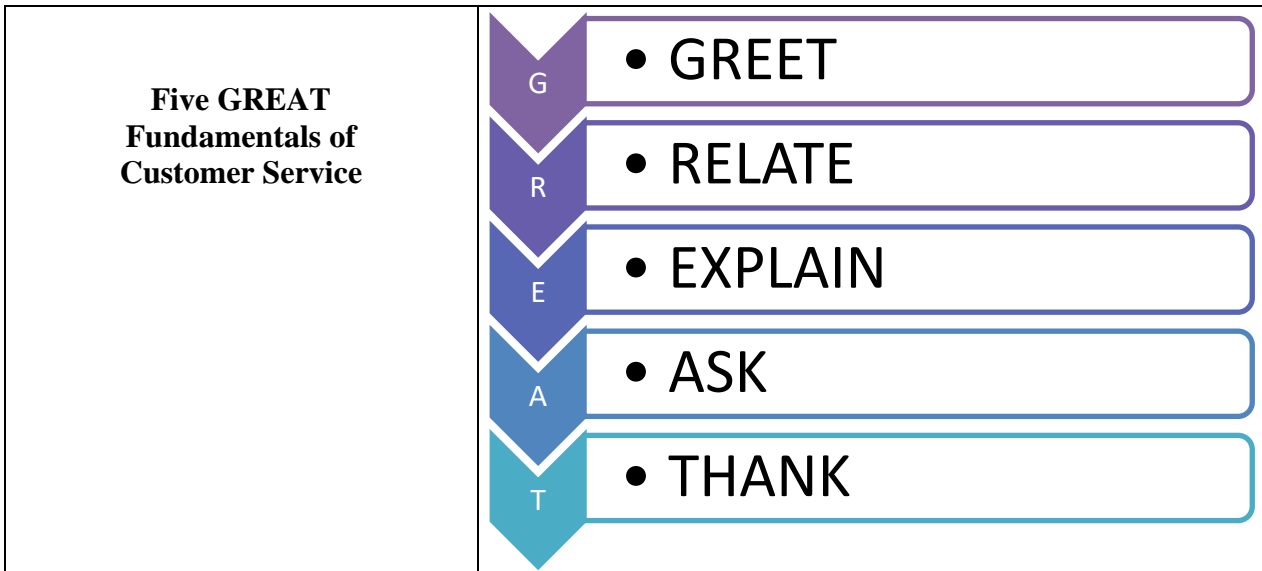 Five GREAT
Fundamentals of
Customer Service
G
• GREET
R
• RELATE
E
• EXPLAIN
A
• ASK
T
• THANK